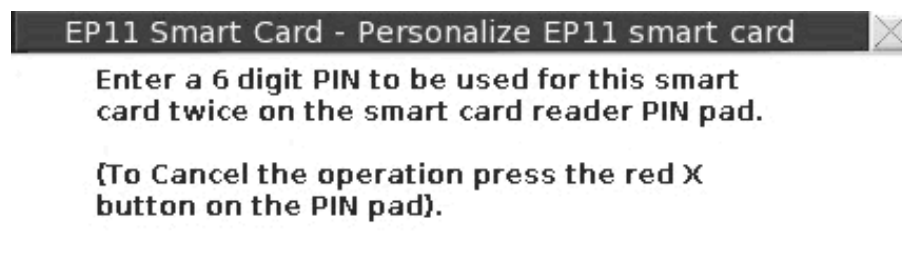 EP11 Smart Card - Personalize EP11 smart card
Enter a 6 digit PIN to be used for this smart
card twice on the smart card reader PIN pad.
(To Cancel the operation press the red X
button on the PIN pad).